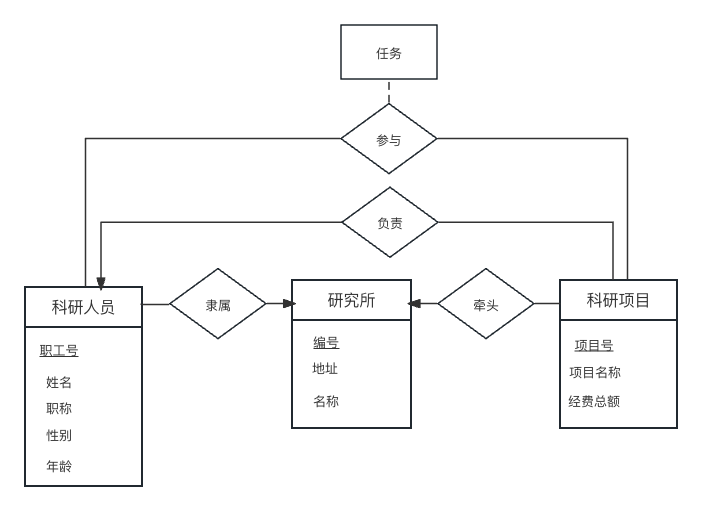 任务
参与
负责
科研人员
职工号
姓名
职称
性别
年龄
隶属
研究所
编号
地址
名称
牵头
科研项目
项目号
项目名称
经费总额